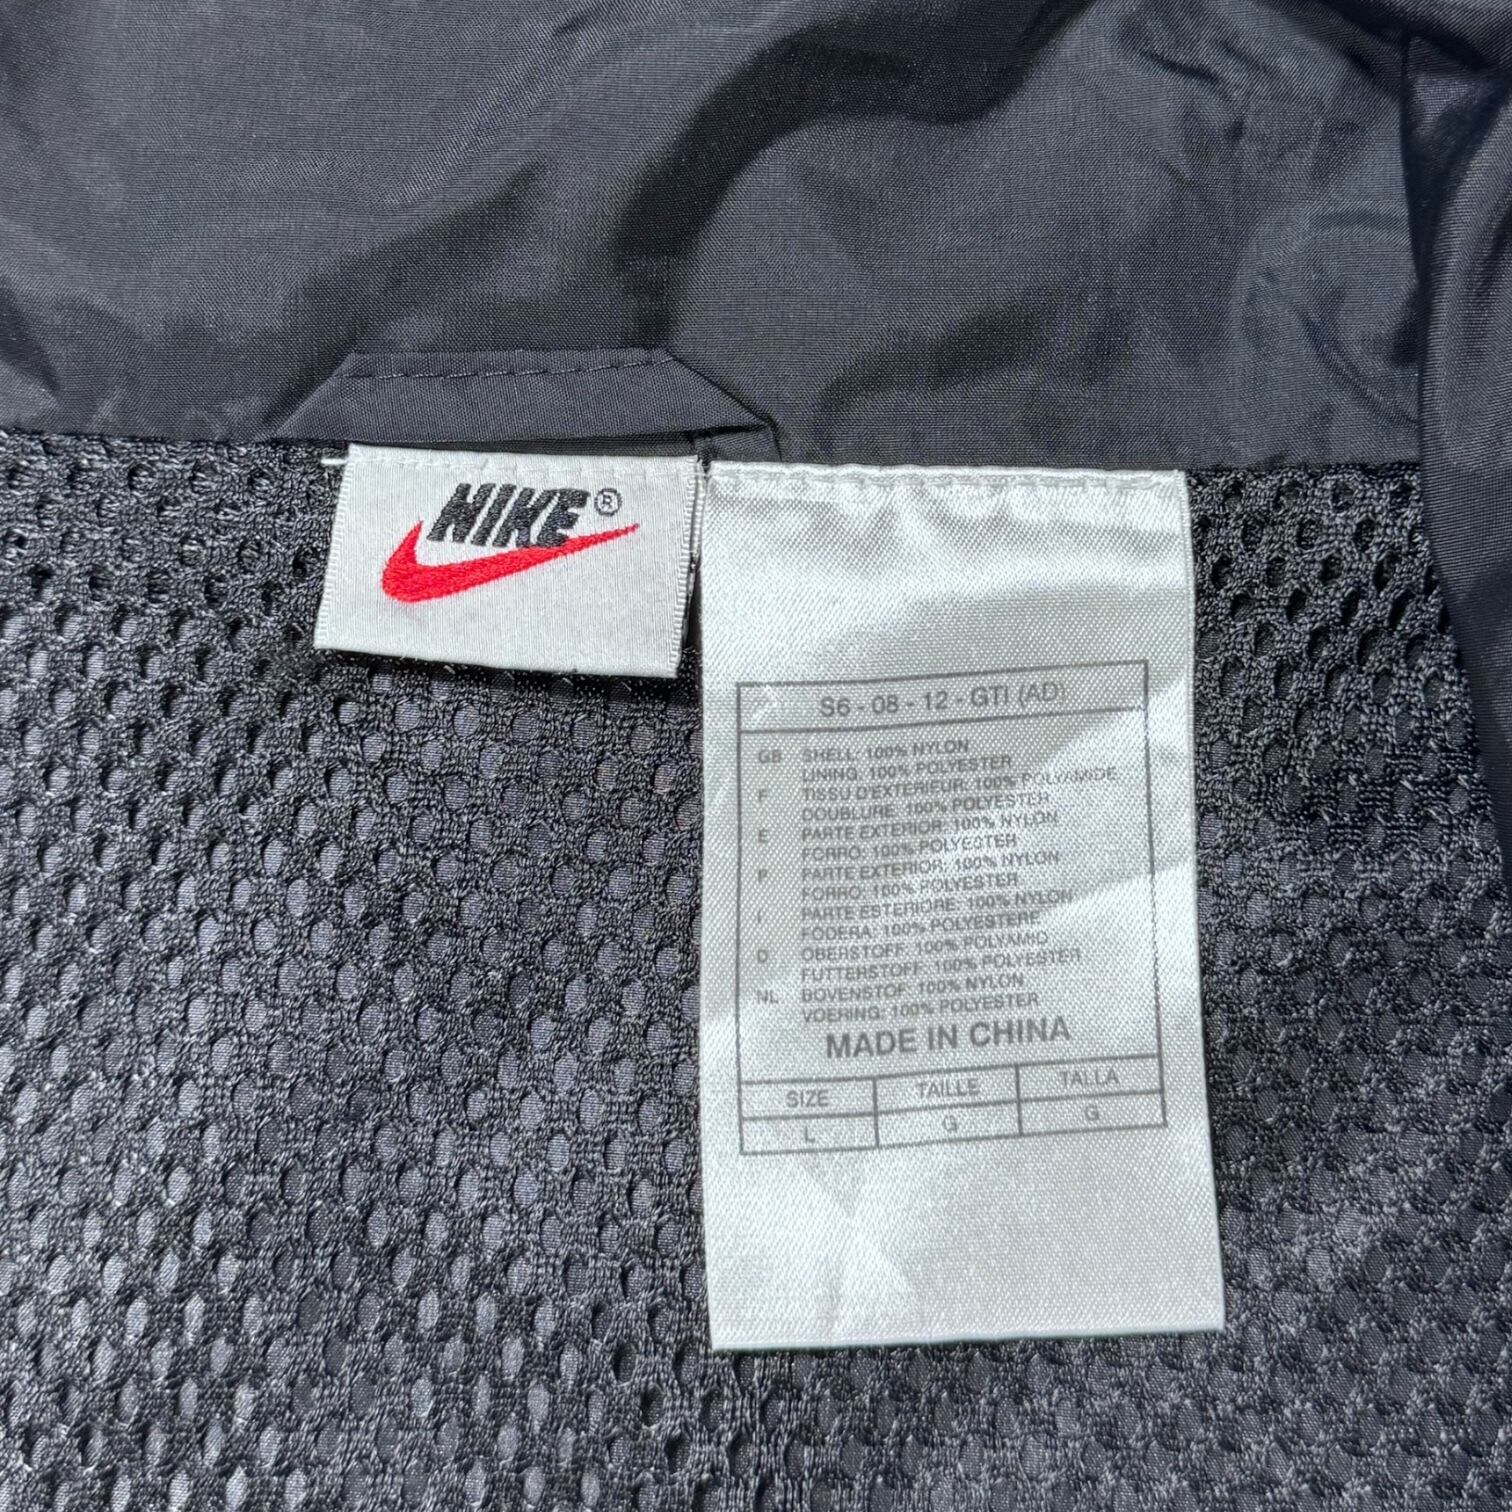 NIKE®
S6 - 08 - 12 - GTI (AD)
GB SHELL: 100% NYLON
LINING: 100% POLYESTER
F TISSU D'EXTERIEUR: 100% POLYAMIDE
DOUBLURE: 100% POLYESTER
E PARTE EXTERIOR: 100% NYLON
FORRO: 100% POLYESTER
P PARTE EXTERIOR: 100% NYLON
FORRO: 100% POLYESTER
I PARTE ESTERIORE: 100% NYLON
FODERA: 100% POLYESTERE
D OBERSTOFF: 100% POLYAMID
FUTTERSTOFF: 100% POLYESTER
NL BOVENSTOF: 100% NYLON
VOERING: 100% POLYESTER
MADE IN CHINA
SIZE TAILLE TALLA
L G G